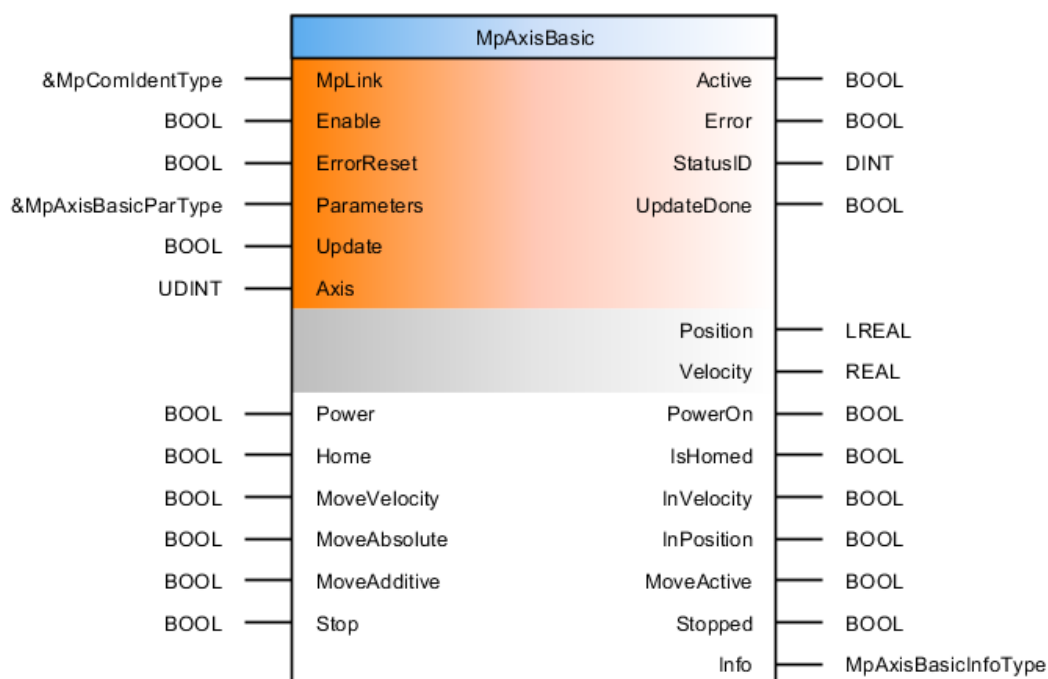 MpAxisBasic
&MpComIdentType MpLink Active BOOL
BOOL Enable Error BOOL
BOOL ErrorReset StatusID DINT
&MpAxisBasicParType Parameters UpdateDone BOOL
BOOL Update
UDINT Axis
Position LREAL
Velocity REAL
BOOL Power PowerOn BOOL
BOOL Home IsHomed BOOL
BOOL MoveVelocity InVelocity BOOL
BOOL MoveAbsolute InPosition BOOL
BOOL MoveAdditive MoveActive BOOL
BOOL Stop Stopped BOOL
Info MpAxisBasicInfoType